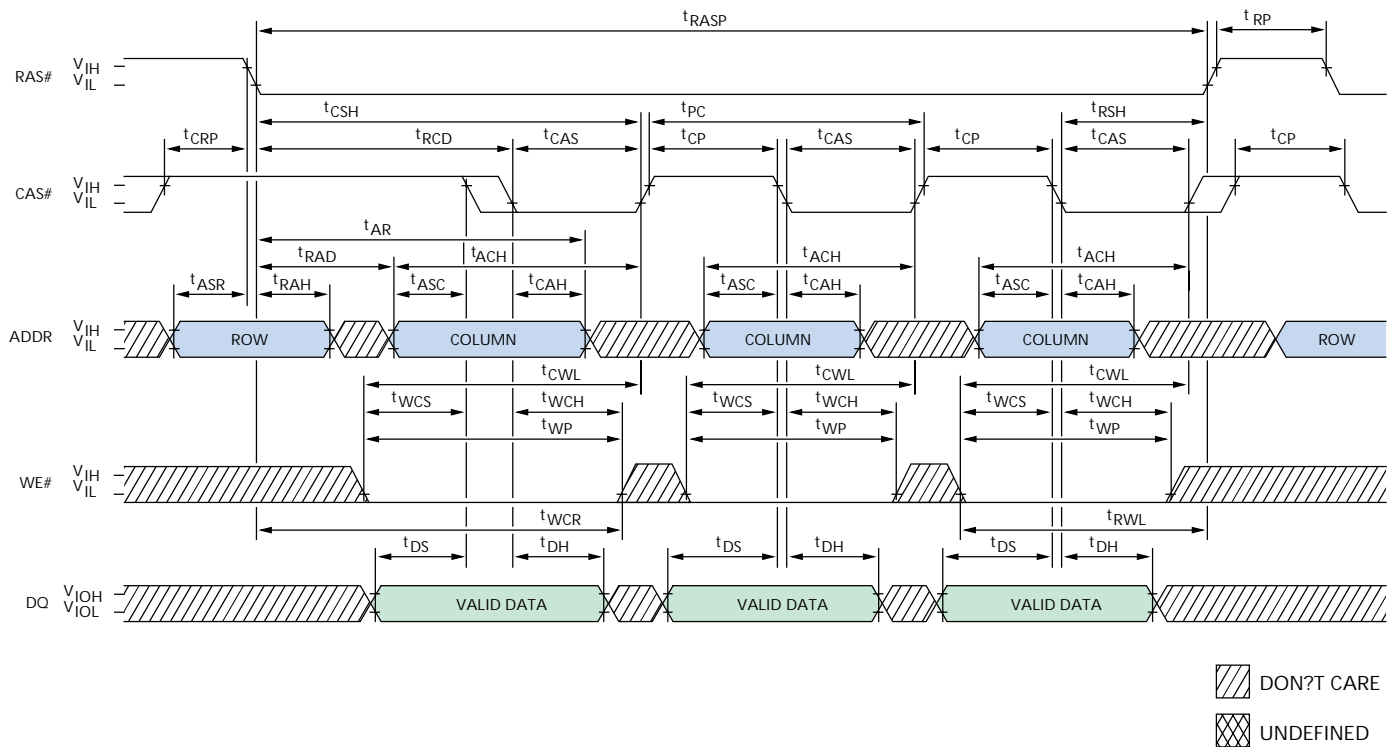 tRASP
tRP
RAS# VIH
VIL
tCSH
tPC
tRSH
tCRP
tRCD
tCAS
tCP
tCAS
tCP
tCAS
tCP
CAS# VIH
VIL
tAR
tRAD
tACH
tACH
tACH
tASR
tRAH
tASC
tCAH
tASC
tCAH
tASC
tCAH
ADDR VIH
VIL
ROW
COLUMN
COLUMN
COLUMN
ROW
tCWL
tCWL
tCWL
tWCS
tWCH
tWCS
tWCH
tWCS
tWCH
tWP
tWP
tWP
WE# VIH
VIL
tWCR
tRWL
tDS
tDH
tDS
tDH
tDS
tDH
DQ VIOH
VIOL
VALID DATA
VALID DATA
VALID DATA
DON?T CARE
UNDEFINED